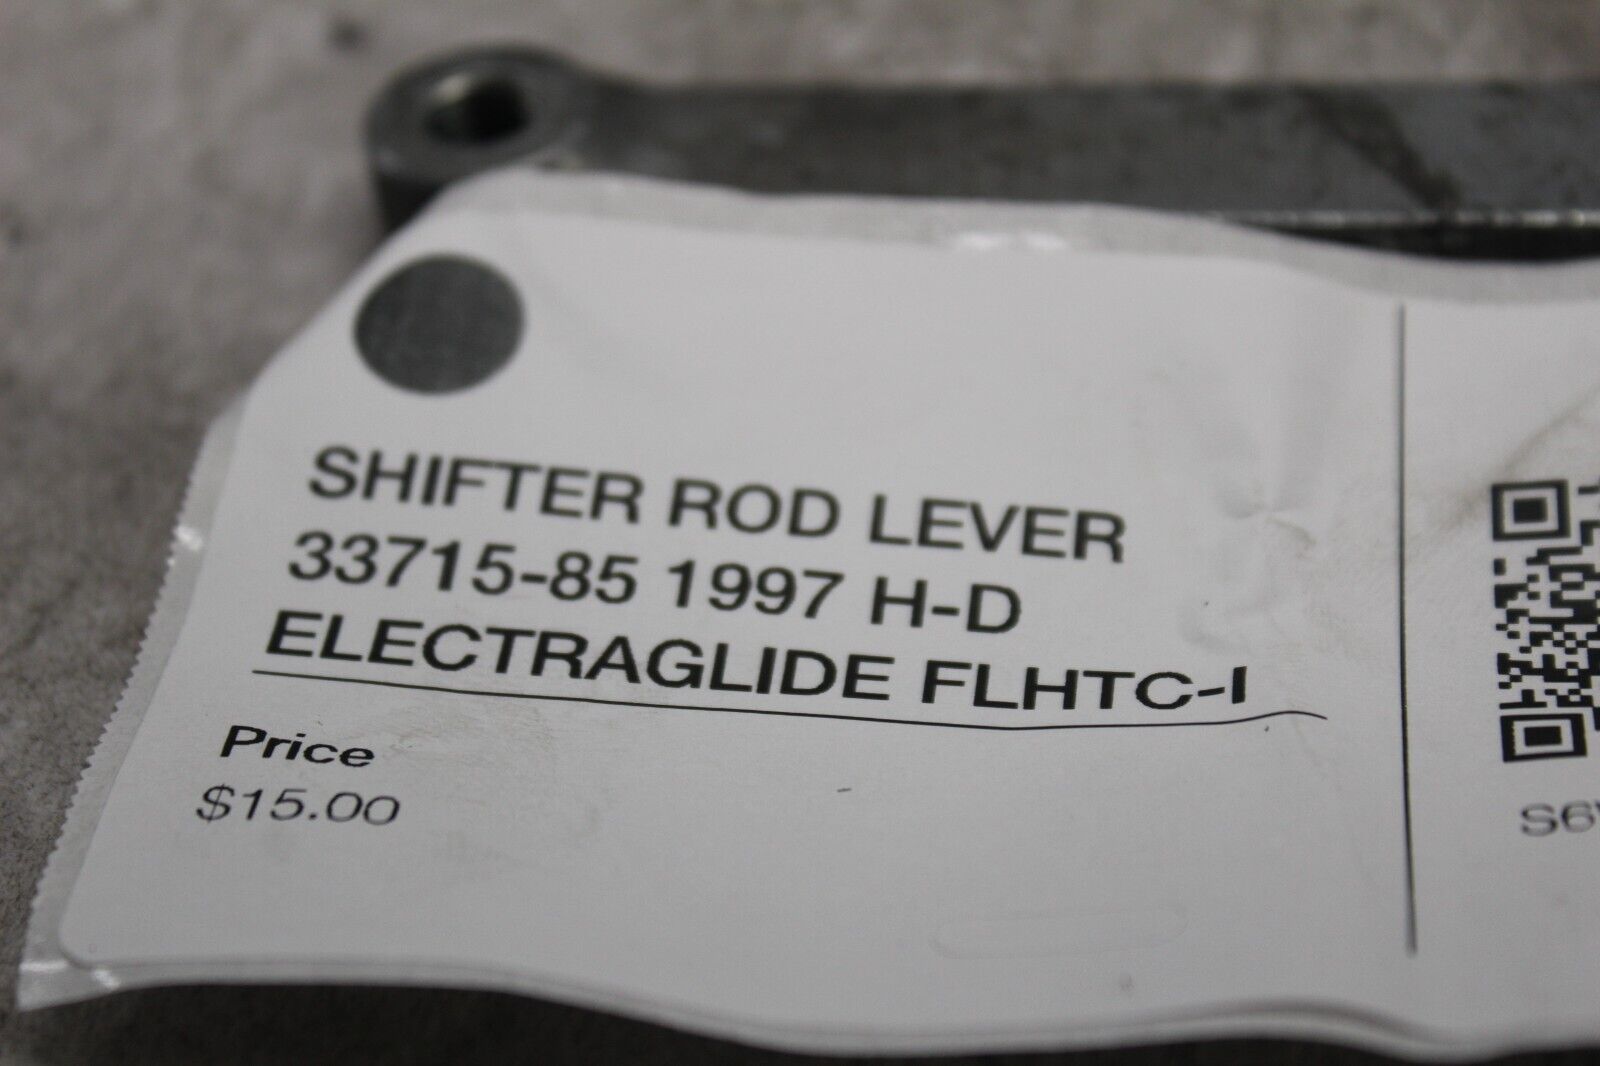 SHIFTER ROD LEVER
33715-85 1997 H-D
ELECTRAGLIDE FLHTC-I
Price
$15.00